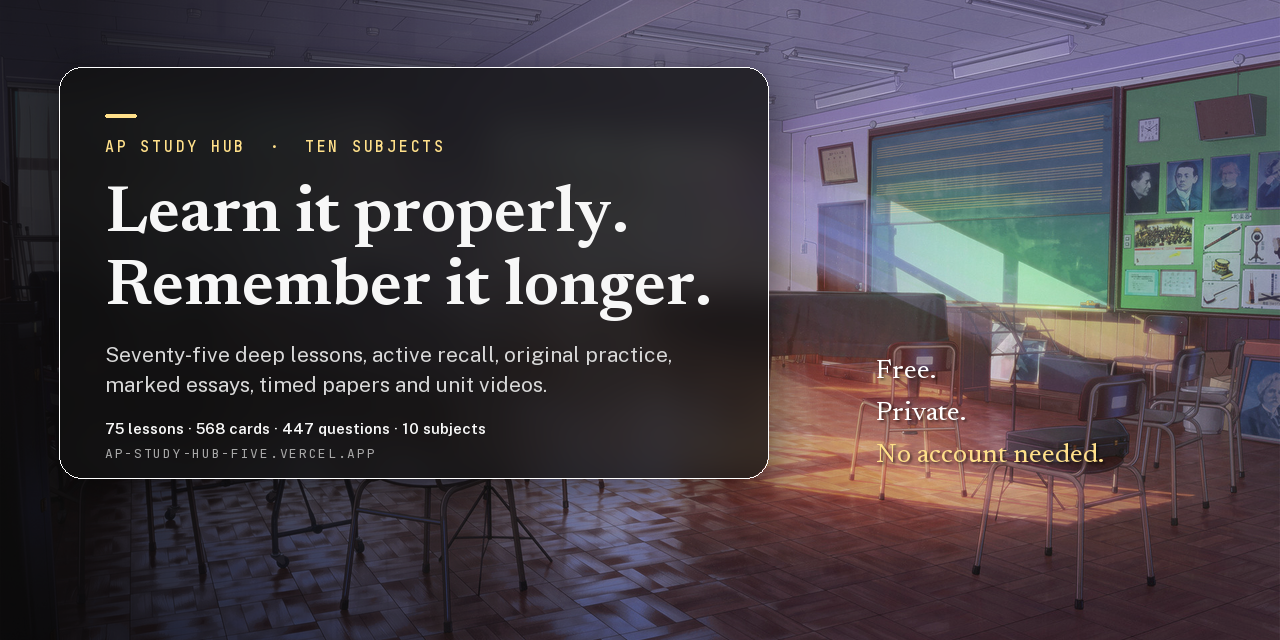 AP STUDY HUB · TEN SUBJECTS
Learn it properly.
Remember it longer.
Seventy-five deep lessons, active recall, original practice,
marked essays, timed papers and unit videos.
75 lessons · 568 cards · 447 questions · 10 subjects
AP-STUDY-HUB-FIVE.VERCEL.APP
Free.
Private.
No account needed.